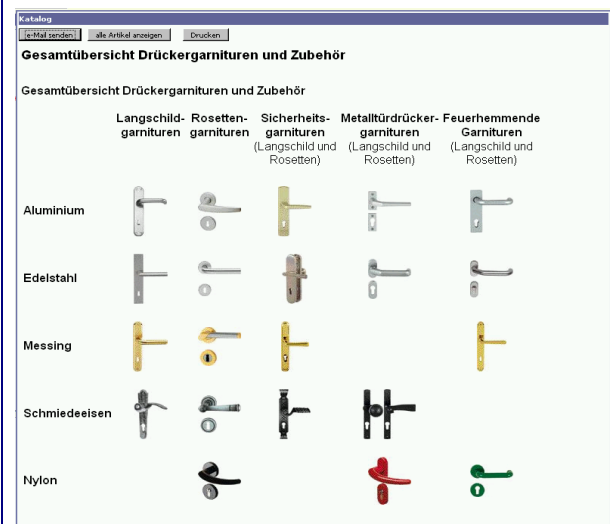 Katalog
e-Mail senden alle Artikel anzeigen Drucken
Gesamtübersicht Drückergarnituren und Zubehör
Gesamtübersicht Drückergarnituren und Zubehör
Langschild- Rosetten- Sicherheits- Metalltürdrücker- Feuerhemmende
garnituren garnituren garnituren garnituren Garnituren
(Langschild und (Langschild und (Langschild und
Rosetten) Rosetten) Rosetten)
Aluminium
Edelstahl
Messing
Schmiedeeisen
Nylon